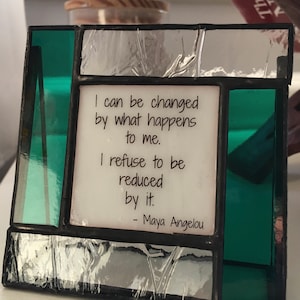 I can be changed
by what happens
to me.
I refuse to be
reduced
by it.
- Maya Angelou